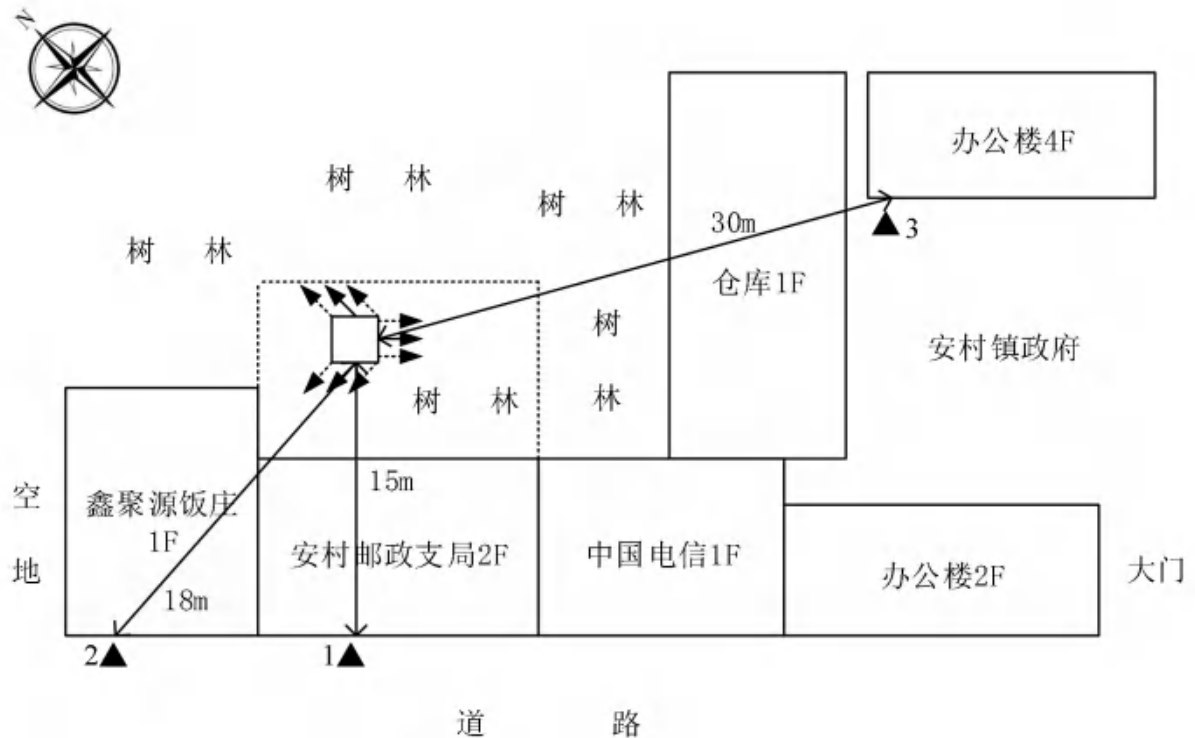 N
办公楼4F
树 林
树 林
30m
3
树 林
仓库1F
树
林
安村镇政府
树 林
空
地
鑫聚源饭庄
1F
15m
安村邮政支局2F
中国电信1F
办公楼2F
大门
18m
2
1
道 路